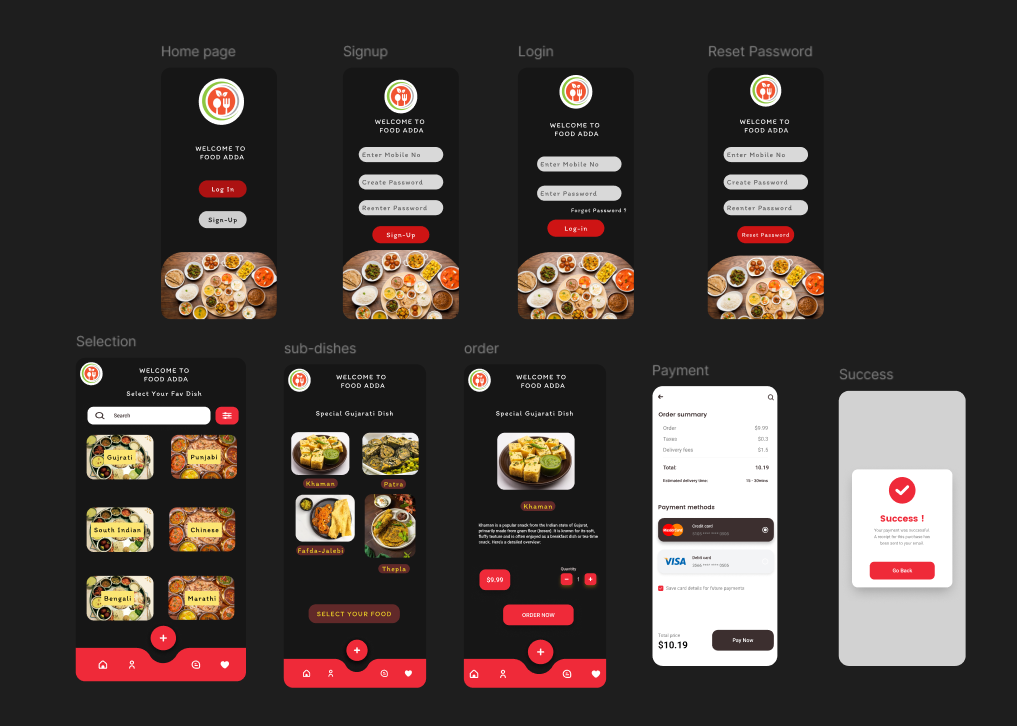 Home page
WELCOME TO
FOOD ADDA
Log In
Sign-Up
Signup
WELCOME TO
FOOD ADDA
Enter Mobile No
Create Password
Reenter Password
Sign-Up
Login
WELCOME TO
FOOD ADDA
Enter Mobile No
Enter Password
Forgot Password ?
Log-in
Reset Password
WELCOME TO
FOOD ADDA
Enter Mobile No
Create Password
Reenter Password
Reset Password
Selection
WELCOME TO
FOOD ADDA
Select Your Fav Dish
Search
Gujrati
Punjabi
South Indian
Chinese
Bengali
Marathi
+
sub-dishes
WELCOME TO
FOOD ADDA
Special Gujarati Dish
Khaman
Patra
Fafda-Jalebi
Thepla
SELECT YOUR FOOD
+
order
WELCOME TO
FOOD ADDA
Special Gujarati Dish
Khaman
Khaman is a popular snack from the Indian state of Gujarat,
primarily made from gram flour (besan). It is known for its soft,
fluffy texture and is often enjoyed as a breakfast dish or tea-time
snack. Here's a detailed overview:
Quantity
$9.99
− 1 +
ORDER NOW
+
Payment
Order summary
Order $9.99
Taxes $0.3
Delivery fees $1.5
Total: 10.19
Estimated delivery time: 15 - 30mins
Payment methods
MasterCard
Credit card
VISA
Debit card
3566 **** **** 0505
Save card details for future payments
Total price
$10.19
Pay Now
Success
Success !
Your payment was successful.
A receipt for this purchase has
been sent to your email.
Go Back